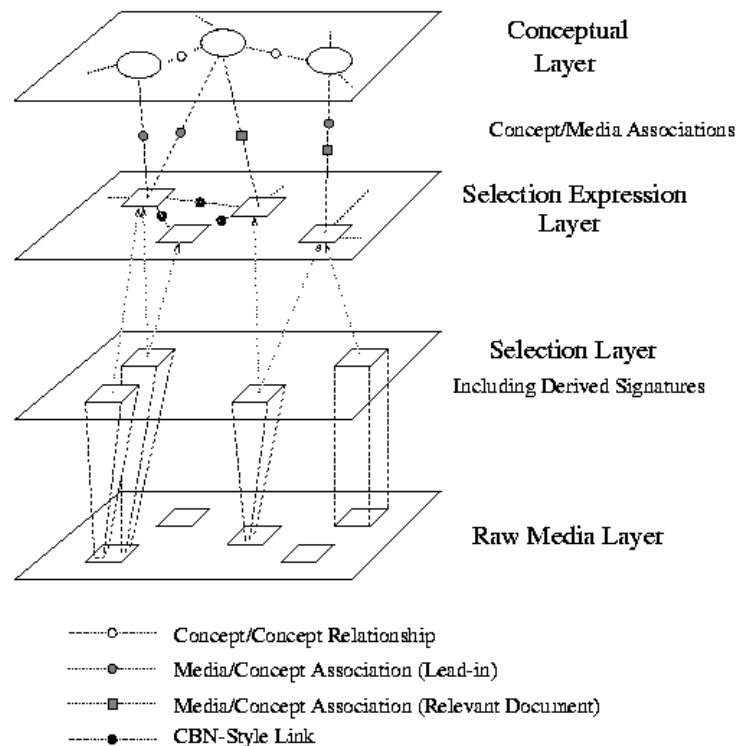 Conceptual
Layer
Concept/Media Associations
Selection Expression
Layer
Selection Layer
Including Derived Signatures
Raw Media Layer
Concept/Concept Relationship
Media/Concept Association (Lead-in)
Media/Concept Association (Relevant Document)
CBN-Style Link